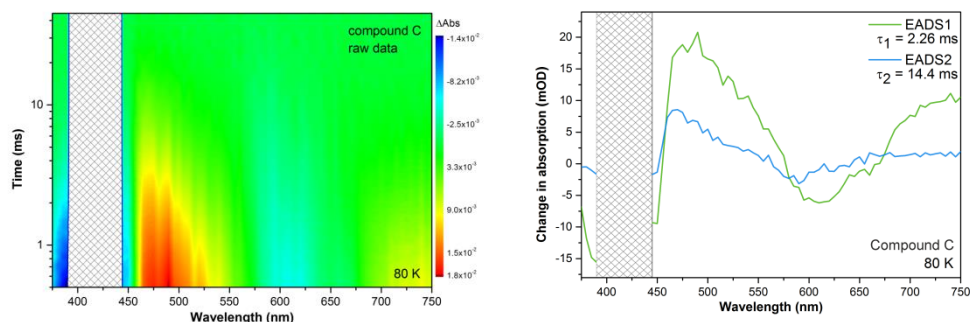 compound C
raw data
80 K
Time (ms)
10
1
400 450 500 550 600 650 700 750
Wavelength (nm)
ΔAbs
-1.4x10⁻²
-8.2x10⁻³
-2.5x10⁻³
3.3x10⁻³
9.0x10⁻³
1.5x10⁻²
1.8x10⁻²
EADS1
τ1 = 2.26 ms
EADS2
τ2 = 14.4 ms
Change in absorption (mOD)
20
15
10
5
0
-5
-10
-15
Compound C
80 K
400 450 500 550 600 650 700 750
Wavelength (nm)